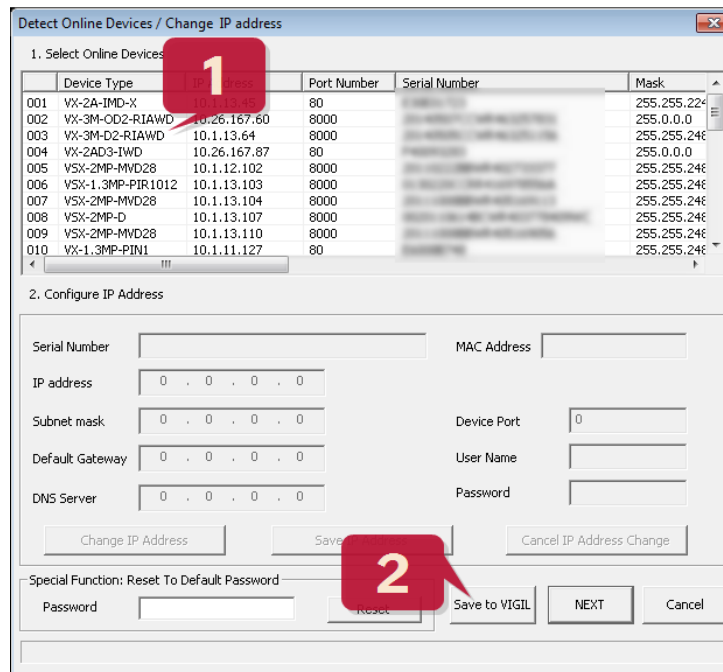 Detect Online Devices / Change IP address
1. Select Online Devices
Device Type IP Address Port Number Serial Number Mask
001 VX-2A-IMD-X 10.1.13.45 80 255.255.224
002 VX-3M-OD2-RIAWD 10.26.167.60 8000 255.0.0.0
003 VX-3M-D2-RIAWD 10.1.13.64 8000 255.255.248
004 VX-2AD3-IWD 10.26.167.87 80 255.0.0.0
005 VSX-2MP-MVD28 10.1.12.102 8000 255.255.248
006 VSX-1.3MP-PIR1012 10.1.13.103 8000 255.255.248
007 VSX-2MP-MVD28 10.1.13.104 8000 255.255.248
008 VSX-2MP-D 10.1.13.107 8000 255.255.248
009 VSX-2MP-MVD28 10.1.13.110 8000 255.255.248
010 VX-1.3MP-PIN1 10.1.11.127 80 255.255.248
1
2. Configure IP Address
Serial Number MAC Address
IP address 0 . 0 . 0 . 0
Subnet mask 0 . 0 . 0 . 0 Device Port 0
Default Gateway 0 . 0 . 0 . 0 User Name
DNS Server 0 . 0 . 0 . 0 Password
Change IP Address Save IP Address Cancel IP Address Change
2
Special Function: Reset To Default Password
Password Reset Save to VIGIL NEXT Cancel